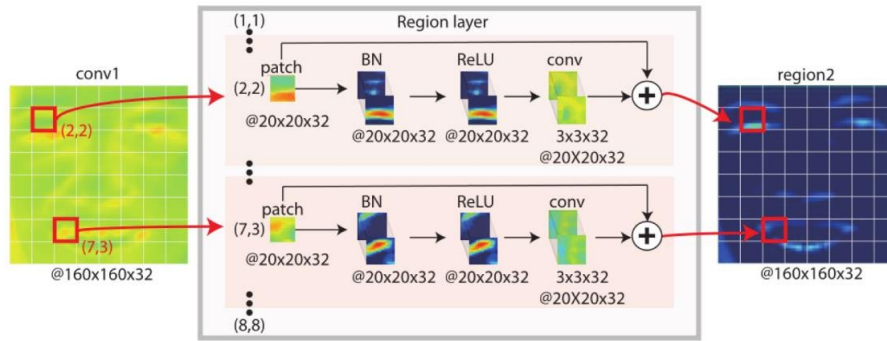 (1,1)
Region layer
conv1
patch
BN
ReLU
conv
region2
(2,2)
(2,2)
@20x20x32
@20x20x32
@20x20x32
3x3x32
@20X20x32
patch
BN
ReLU
conv
(7,3)
(7,3)
@20x20x32
@20x20x32
@20x20x32
3x3x32
@20X20x32
@160x160x32
@160x160x32
(8,8)